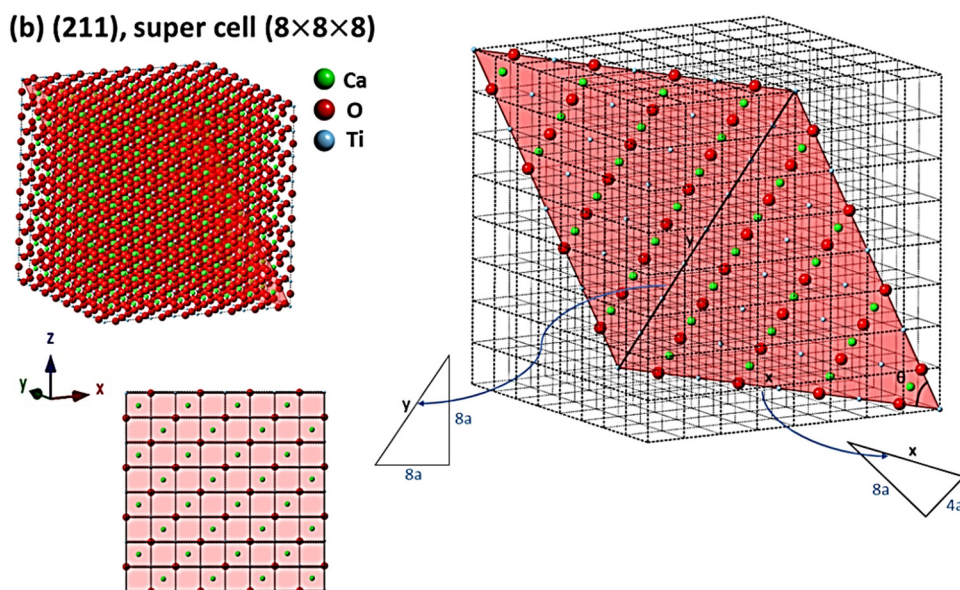 (b) (211), super cell (8×8×8)
Ca
O
Ti
z
y
x
y
θ
x
y
8a
8a
x
8a
4a